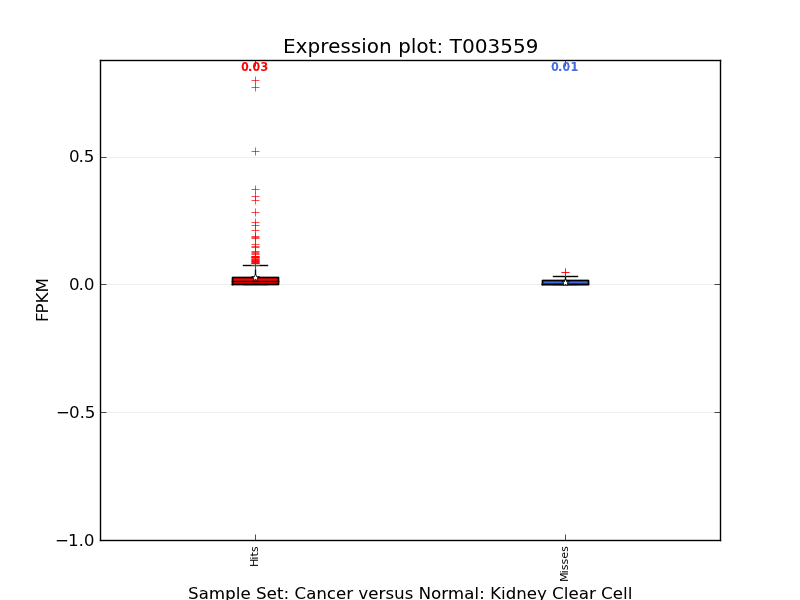 Expression plot: T003559
0.03
0.01
0.5
0.0
−0.5
−1.0
FPKM
Hits
Misses
Sample Set: Cancer versus Normal: Kidney Clear Cell